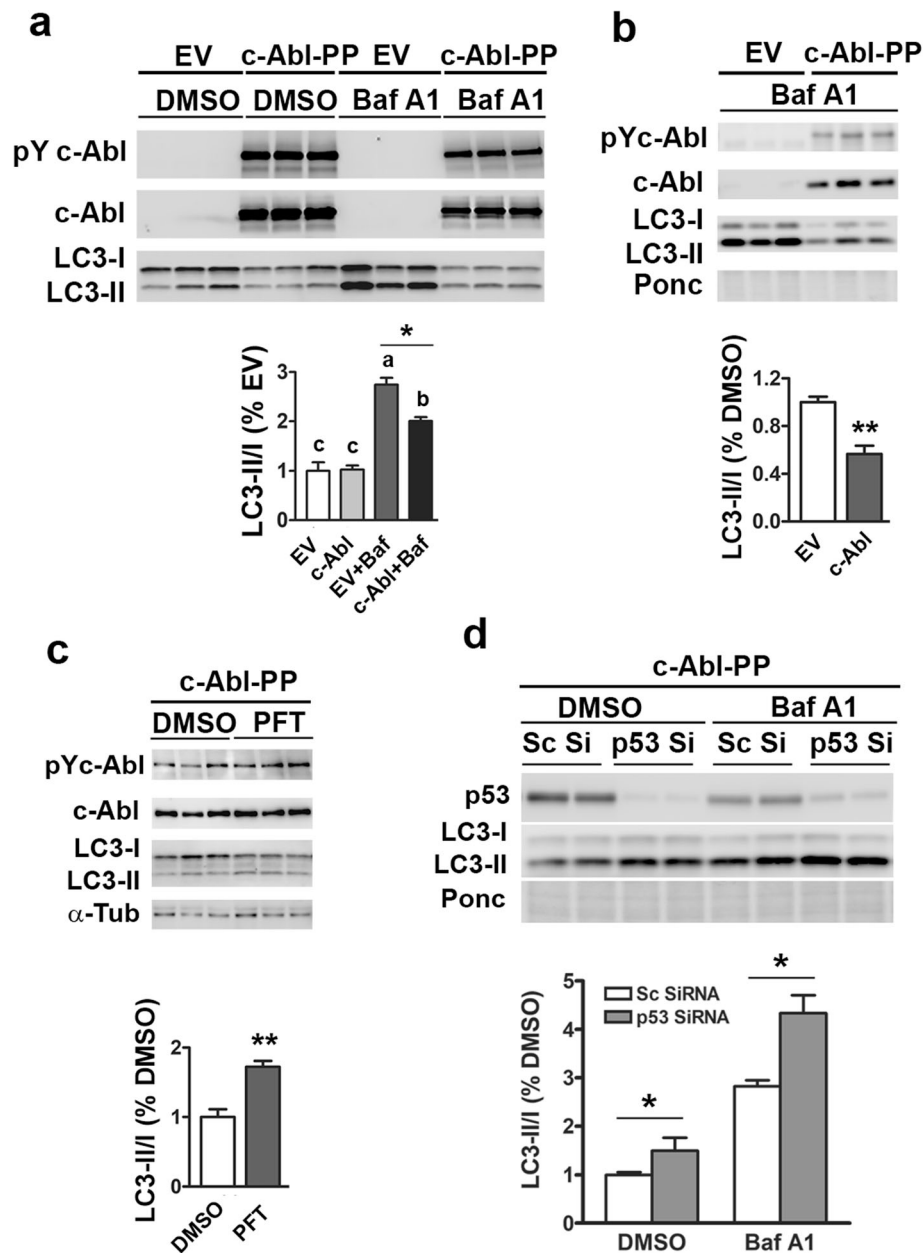 a
EV c-Abl-PP EV c-Abl-PP
DMSO DMSO Baf A1 Baf A1
pY c-Abl
c-Abl
LC3-I
LC3-II
LC3-II/I (% EV)
3
2
1
0
c c a b
*
EV c-Abl EV+Baf c-Abl+Baf
b
EV c-Abl-PP
Baf A1
pYc-Abl
c-Abl
LC3-I
LC3-II
Ponc
LC3-II/I (% DMSO)
1.2
0.6
0.0
**
EV c-Abl
c
c-Abl-PP
DMSO PFT
pYc-Abl
c-Abl
LC3-I
LC3-II
α-Tub
LC3-II/I (% DMSO)
2
1
0
**
DMSO PFT
d
c-Abl-PP
DMSO Baf A1
Sc Si p53 Si Sc Si p53 Si
p53
LC3-I
LC3-II
Ponc
LC3-II/I (% DMSO)
5
4
3
2
1
0
Sc SiRNA
p53 SiRNA
* *
DMSO Baf A1